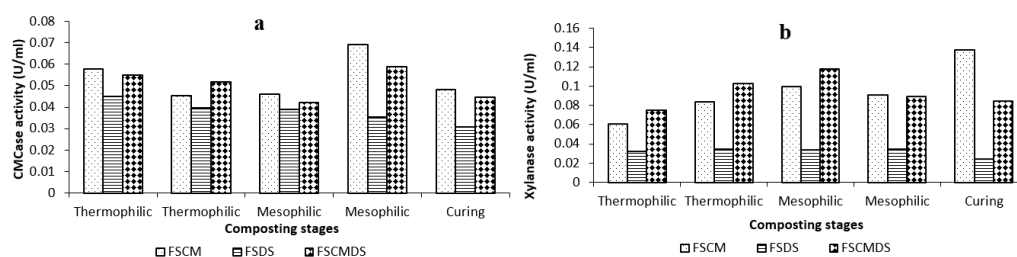 a
CMCase activity (U/ml)
0.08
0.07
0.06
0.05
0.04
0.03
0.02
0.01
0
Thermophilic Thermophilic Mesophilic Mesophilic Curing
Composting stages
FSCM FSDS FSCMDS
b
Xylanase activity (U/ml)
0.16
0.14
0.12
0.1
0.08
0.06
0.04
0.02
0
Thermophilic Thermophilic Mesophilic Mesophilic Curing
Composting stages
FSCM FSDS FSCMDS